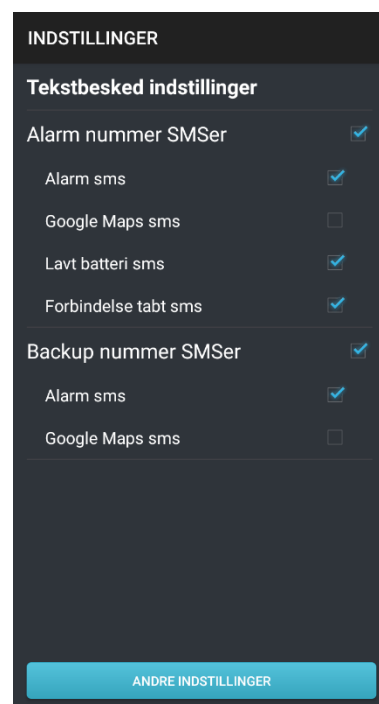 INDSTILLINGER
Tekstbesked indstillinger
Alarm nummer SMSer
Alarm sms
Google Maps sms
Lavt batteri sms
Forbindelse tabt sms
Backup nummer SMSer
Alarm sms
Google Maps sms
ANDRE INDSTILLINGER